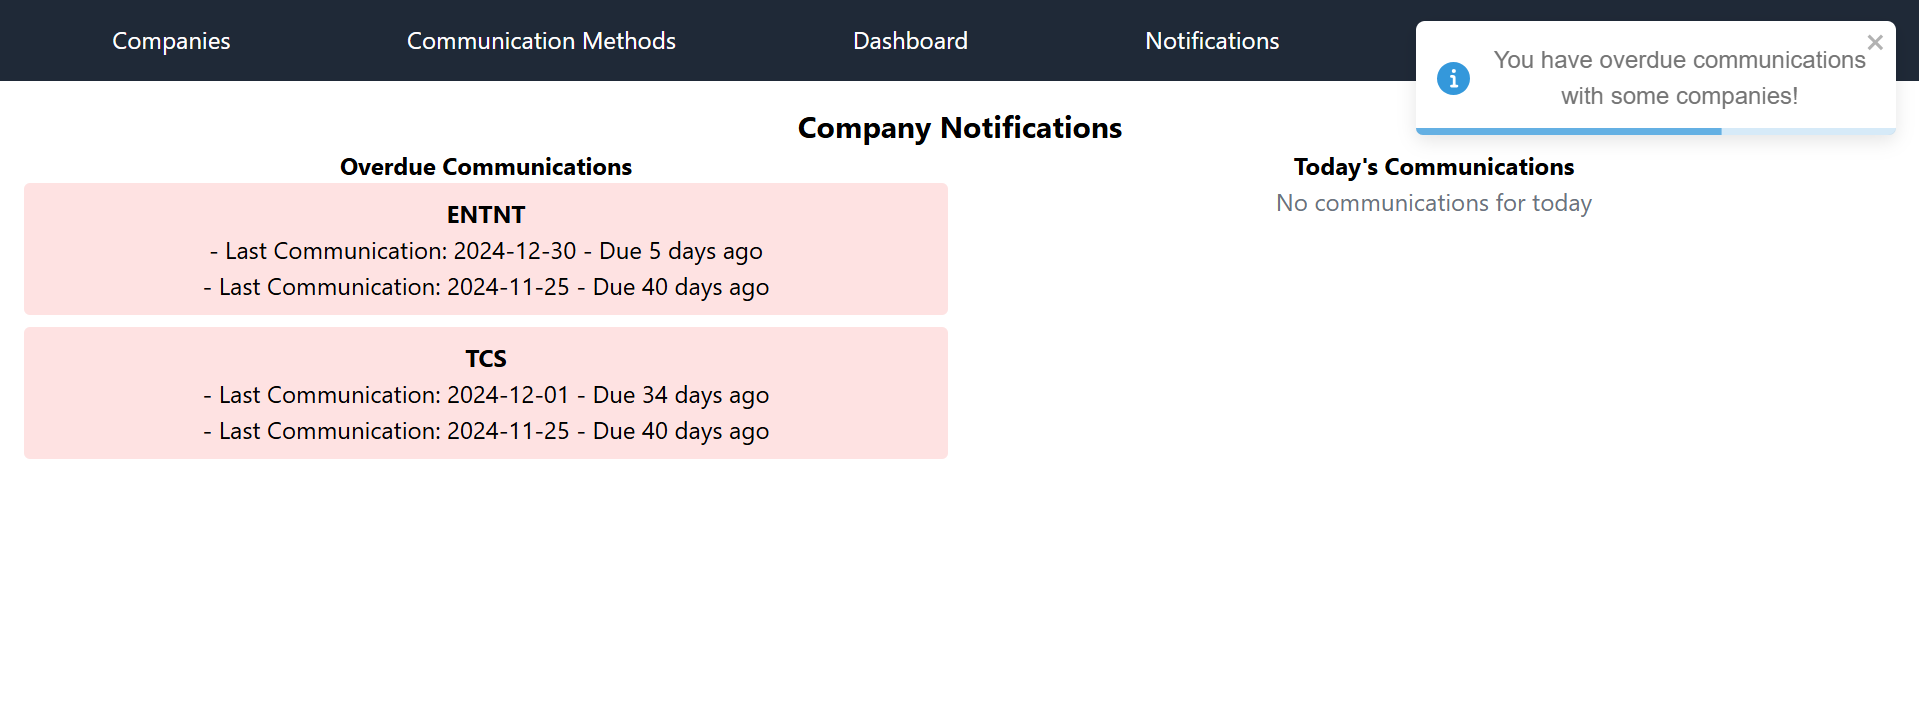 Companies
Communication Methods
Dashboard
Notifications
You have overdue communications
with some companies!
Company Notifications
Overdue Communications
ENTNT
- Last Communication: 2024-12-30 - Due 5 days ago
- Last Communication: 2024-11-25 - Due 40 days ago
TCS
- Last Communication: 2024-12-01 - Due 34 days ago
- Last Communication: 2024-11-25 - Due 40 days ago
Today's Communications
No communications for today